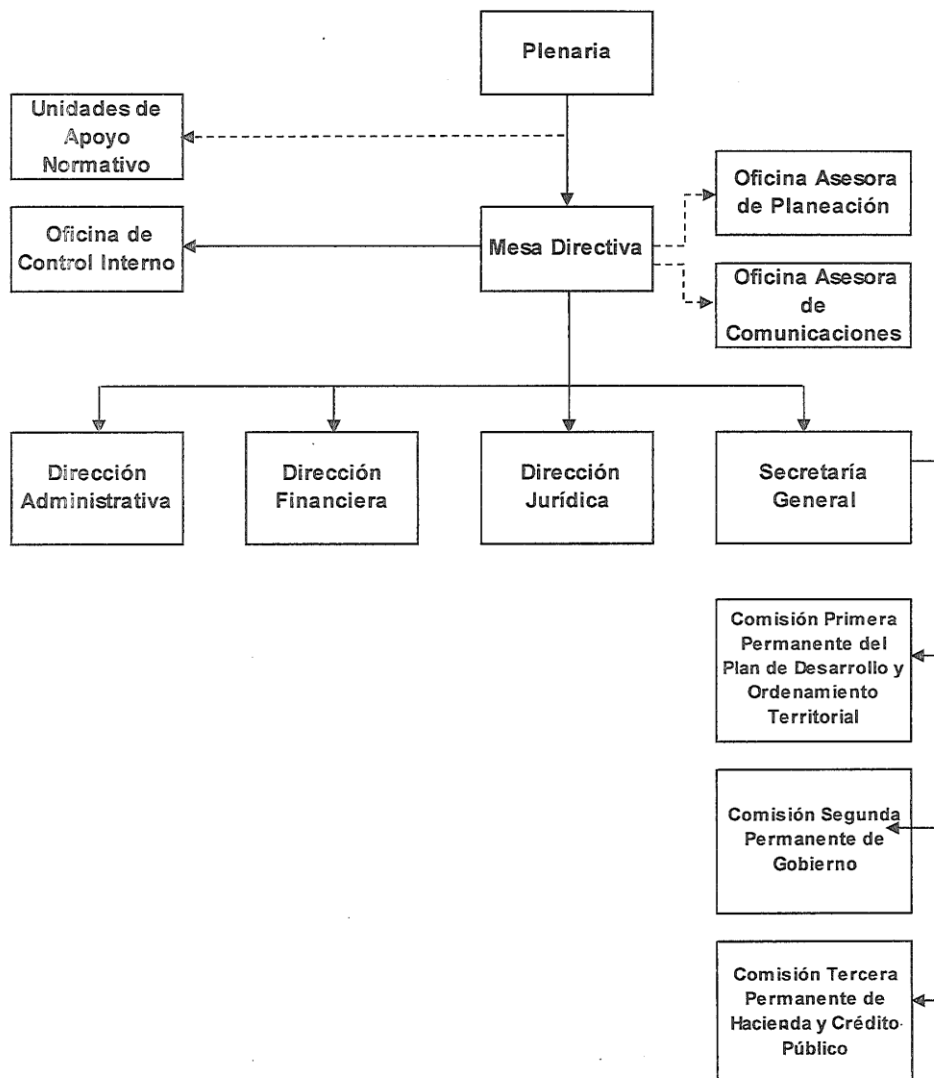 Plenaria
Unidades de
Apoyo
Normativo
Oficina Asesora
de Planeación
Oficina de
Control Interno
Mesa Directiva
Oficina Asesora
de
Comunicaciones
Dirección
Administrativa
Dirección
Financiera
Dirección
Jurídica
Secretaría
General
Comisión Primera
Permanente del
Plan de Desarrollo y
Ordenamiento
Territorial
Comisión Segunda
Permanente de
Gobierno
Comisión Tercera
Permanente de
Hacienda y Crédito
Público